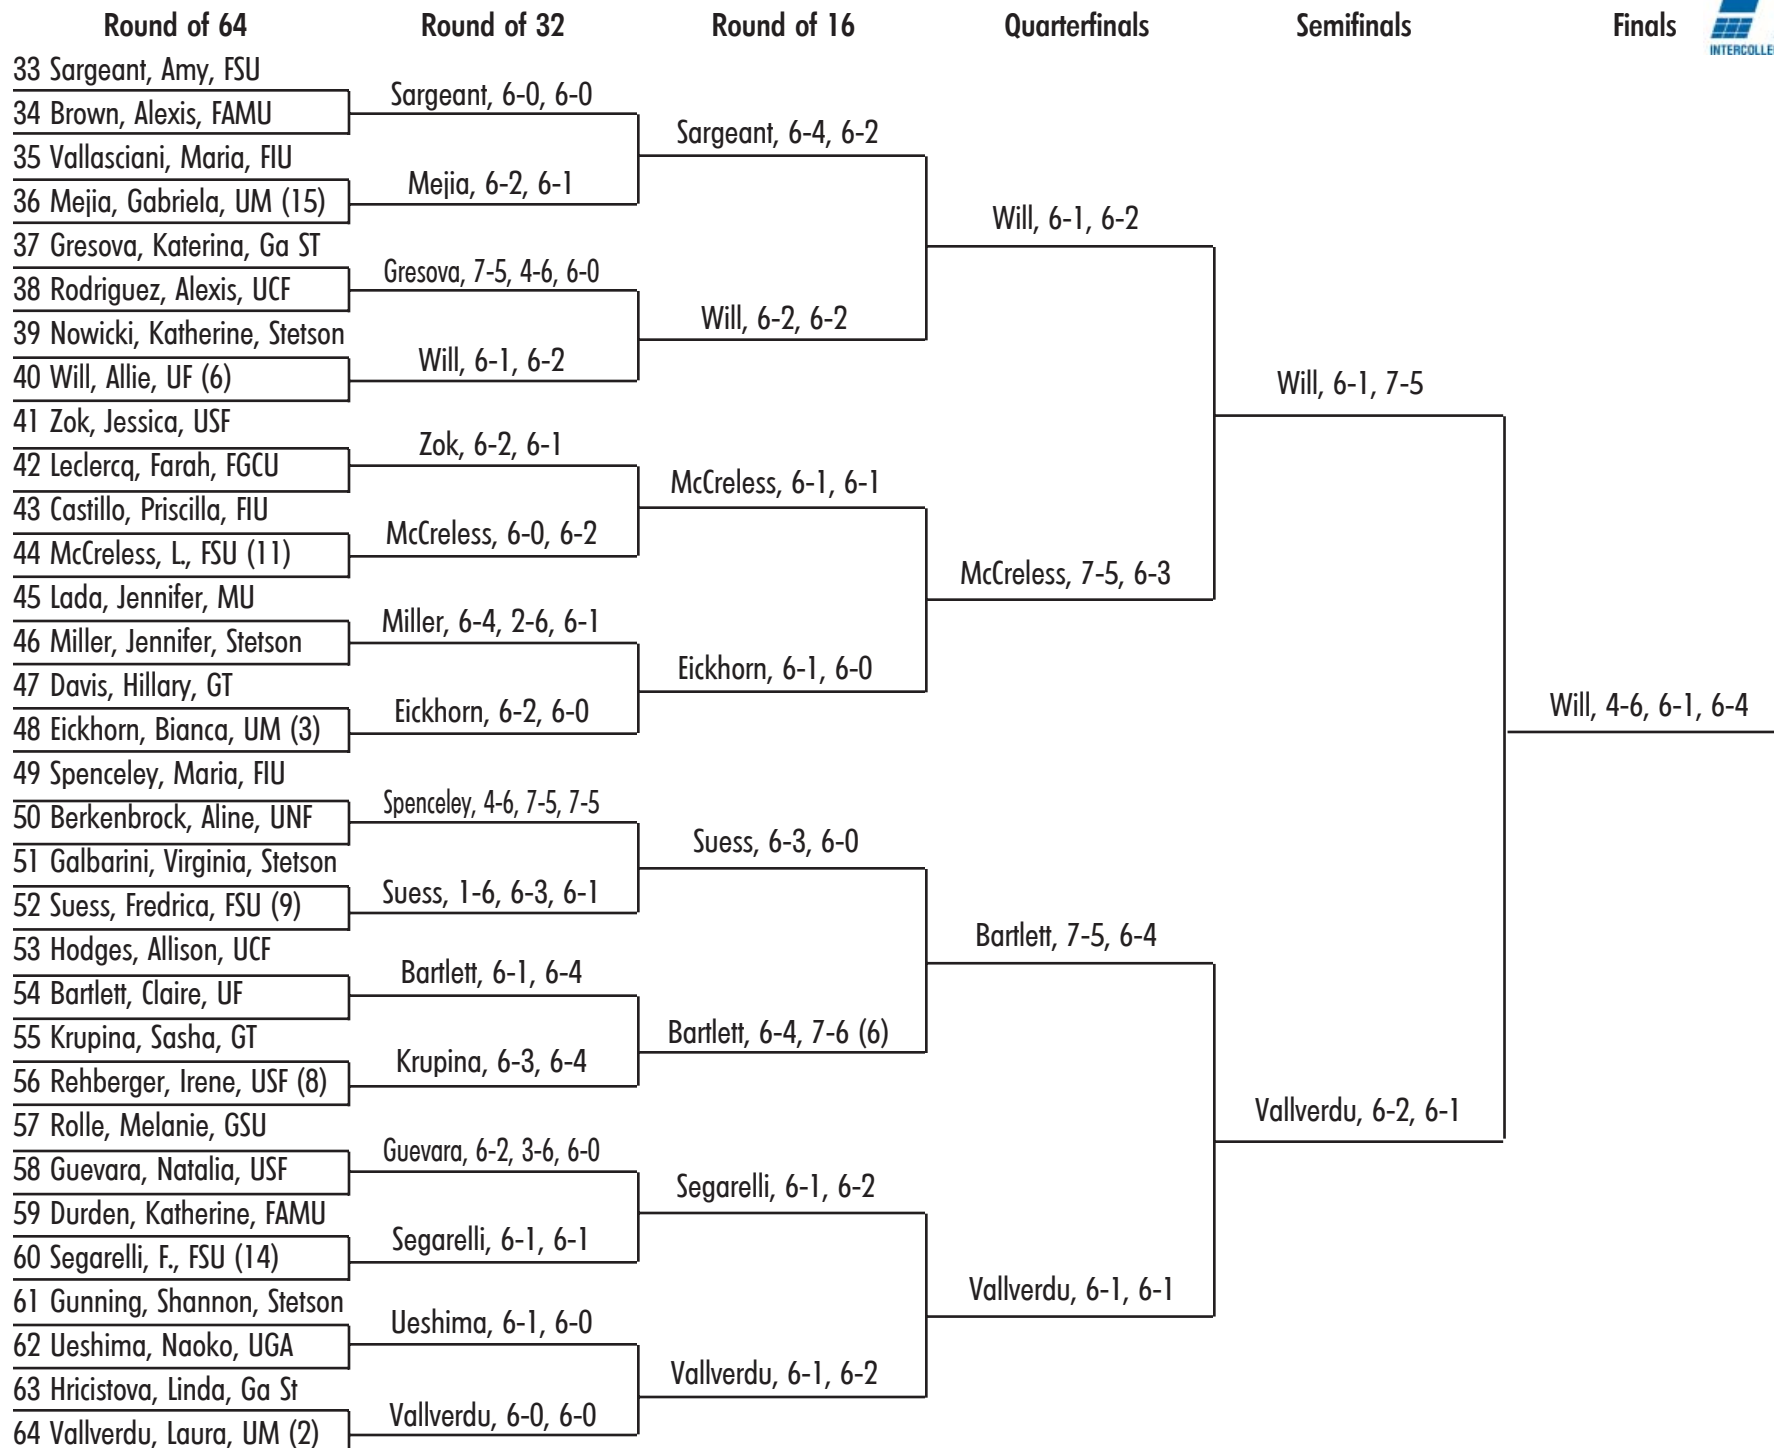 Round of 64 Round of 32 Round of 16 Quarterfinals Semifinals Finals
INTERCOLLE
33 Sargeant, Amy, FSU
34 Brown, Alexis, FAMU
35 Vallasciani, Maria, FIU
36 Mejia, Gabriela, UM (15)
37 Gresova, Katerina, Ga ST
38 Rodriguez, Alexis, UCF
39 Nowicki, Katherine, Stetson
40 Will, Allie, UF (6)
41 Zok, Jessica, USF
42 Leclercq, Farah, FGCU
43 Castillo, Priscilla, FIU
44 McCreless, L., FSU (11)
45 Lada, Jennifer, MU
46 Miller, Jennifer, Stetson
47 Davis, Hillary, GT
48 Eickhorn, Bianca, UM (3)
49 Spenceley, Maria, FIU
50 Berkenbrock, Aline, UNF
51 Galbarini, Virginia, Stetson
52 Suess, Fredrica, FSU (9)
53 Hodges, Allison, UCF
54 Bartlett, Claire, UF
55 Krupina, Sasha, GT
56 Rehberger, Irene, USF (8)
57 Rolle, Melanie, GSU
58 Guevara, Natalia, USF
59 Durden, Katherine, FAMU
60 Segarelli, F., FSU (14)
61 Gunning, Shannon, Stetson
62 Ueshima, Naoko, UGA
63 Hricistova, Linda, Ga St
64 Vallverdu, Laura, UM (2)
Sargeant, 6-0, 6-0
Mejia, 6-2, 6-1
Gresova, 7-5, 4-6, 6-0
Will, 6-1, 6-2
Zok, 6-2, 6-1
McCreless, 6-0, 6-2
Miller, 6-4, 2-6, 6-1
Eickhorn, 6-2, 6-0
Spenceley, 4-6, 7-5, 7-5
Suess, 1-6, 6-3, 6-1
Bartlett, 6-1, 6-4
Krupina, 6-3, 6-4
Guevara, 6-2, 3-6, 6-0
Segarelli, 6-1, 6-1
Ueshima, 6-1, 6-0
Vallverdu, 6-0, 6-0
Sargeant, 6-4, 6-2
Will, 6-2, 6-2
McCreless, 6-1, 6-1
Eickhorn, 6-1, 6-0
Suess, 6-3, 6-0
Bartlett, 6-4, 7-6 (6)
Segarelli, 6-1, 6-2
Vallverdu, 6-1, 6-2
Will, 6-1, 6-2
McCreless, 7-5, 6-3
Bartlett, 7-5, 6-4
Vallverdu, 6-1, 6-1
Will, 6-1, 7-5
Vallverdu, 6-2, 6-1
Will, 4-6, 6-1, 6-4